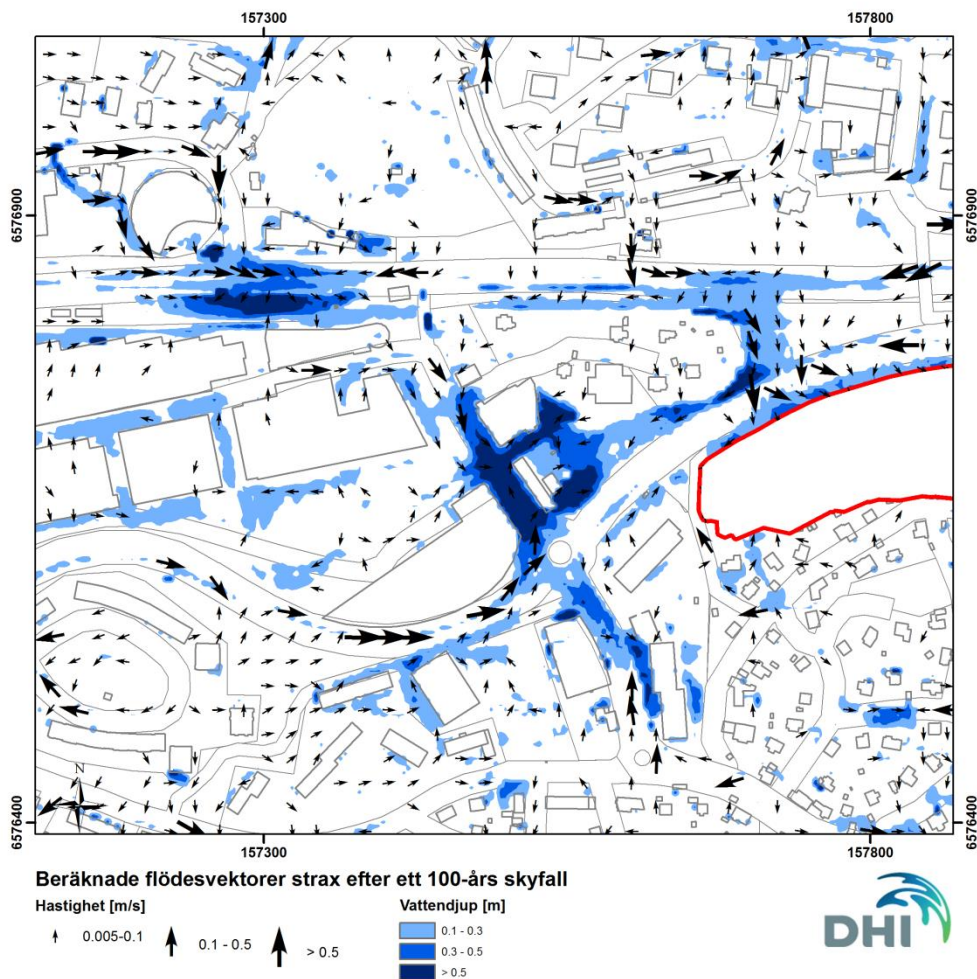 157300 157800
6576900 6576900
6576400 6576400
N
157300 157800
Beräknade flödesvektorer strax efter ett 100-års skyfall
Hastighet [m/s] Vattendjup [m]
0.005-0.1 0.1 - 0.5 > 0.5
0.1 - 0.3
0.3 - 0.5
> 0.5
DHI